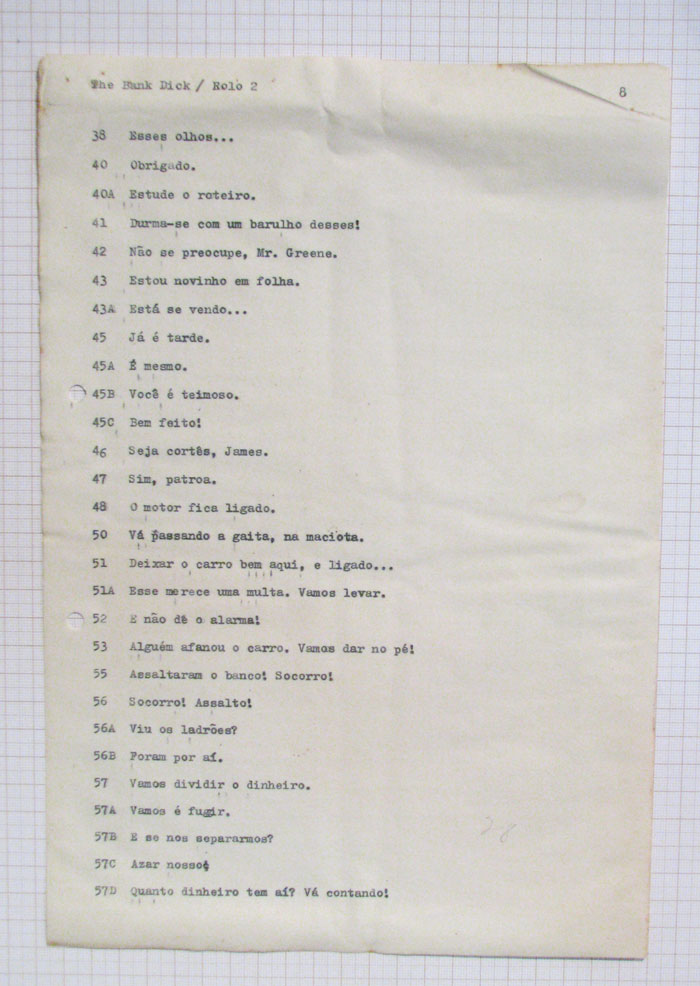 The Bank Dick / Rolo 2
8
38 Esses olhos...
40 Obrigado.
40A Estude o roteiro.
41 Durma-se com um barulho desses!
42 Não se preocupe, Mr. Greene.
43 Estou novinho em folha.
43A Está se vendo...
45 Já é tarde.
45A É mesmo.
45B Você é teimoso.
45C Bem feito!
46 Seja cortês, James.
47 Sim, patroa.
48 O motor fica ligado.
50 Vá passando a gaita, na maciota.
51 Deixar o carro bem aqui, e ligado...
51A Esse merece uma multa. Vamos levar.
52 E não dê o alarma!
53 Alguém afanou o carro. Vamos dar no pé!
55 Assaltaram o banco! Socorro!
56 Socorro! Assalto!
56A Viu os ladrões?
56B Foram por aí.
57 Vamos dividir o dinheiro.
57A Vamos é fugir.
57B E se nos separarmos?
57C Azar nosso!
57D Quanto dinheiro tem aí? Vá contando!
28